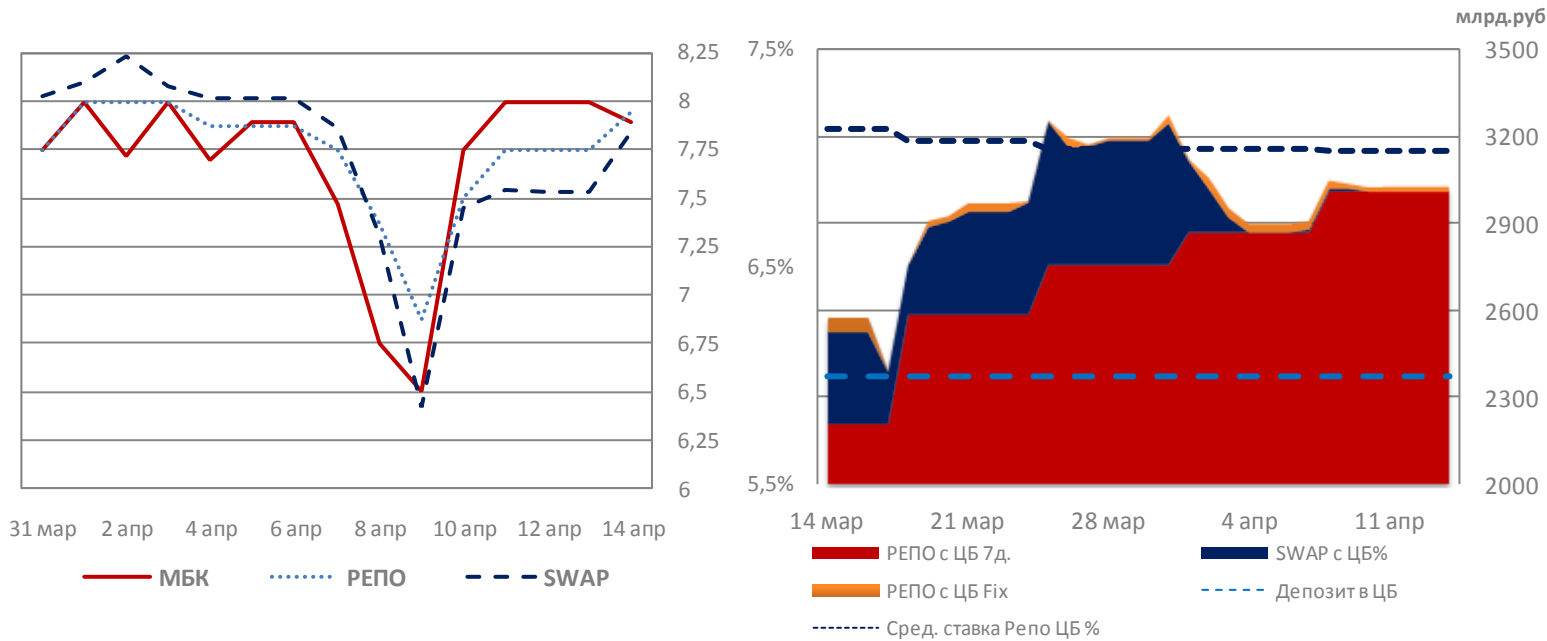 8,25
8
7,75
7,5
7,25
7
6,75
6,5
6,25
6
31 мар 2 апр 4 апр 6 апр 8 апр 10 апр 12 апр 14 апр
МБК РЕПО SWAP
млрд.руб
7,5% 3500
3200
2900
6,5% 2600
2300
5,5% 2000
14 мар 21 мар 28 мар 4 апр 11 апр
РЕПО с ЦБ 7д. SWAP с ЦБ%
РЕПО с ЦБ Fix Депозит в ЦБ
Сред. ставка Репо ЦБ %